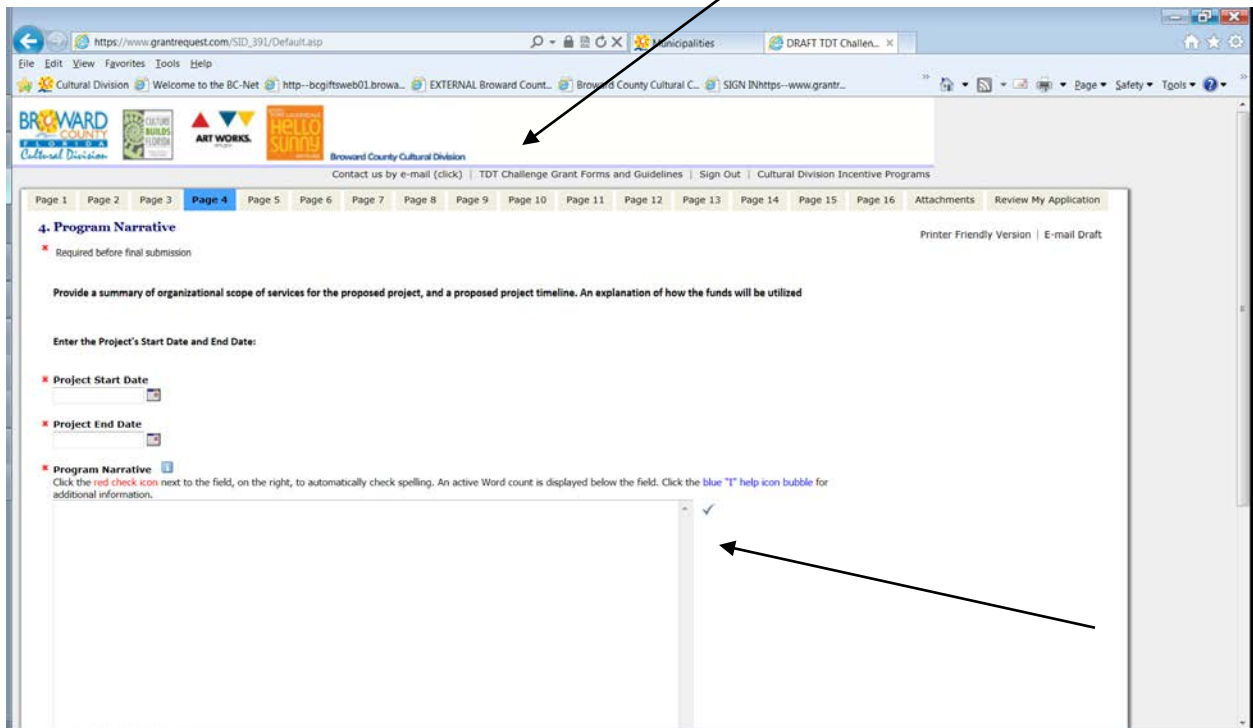 https://www.grantrequest.com/SID_391/Default.asp
Municipalities
DRAFT TDT Challen...
File Edit View Favorites Tools Help
Cultural Division Welcome to the BC-Net http--bcgiftsweb01.browa... EXTERNAL Broward Count... Broward County Cultural C... SIGN INhttps--www.grantr...
Page Safety Tools
BROWARD
COUNTY
FLORIDA
Cultural Division
CULTURE
BUILDS
FLORIDA
ART WORKS.
HELLO
SUNNY
Broward County Cultural Division
Contact us by e-mail (click) | TDT Challenge Grant Forms and Guidelines | Sign Out | Cultural Division Incentive Programs
Page 1 Page 2 Page 3 Page 4 Page 5 Page 6 Page 7 Page 8 Page 9 Page 10 Page 11 Page 12 Page 13 Page 14 Page 15 Page 16 Attachments Review My Application
4. Program Narrative
Printer Friendly Version | E-mail Draft
Required before final submission
Provide a summary of organizational scope of services for the proposed project, and a proposed project timeline. An explanation of how the funds will be utilized
Enter the Project's Start Date and End Date:
Project Start Date
Project End Date
Program Narrative
Click the red check icon next to the field, on the right, to automatically check spelling. An active Word count is displayed below the field. Click the blue "I" help icon bubble for
additional information.